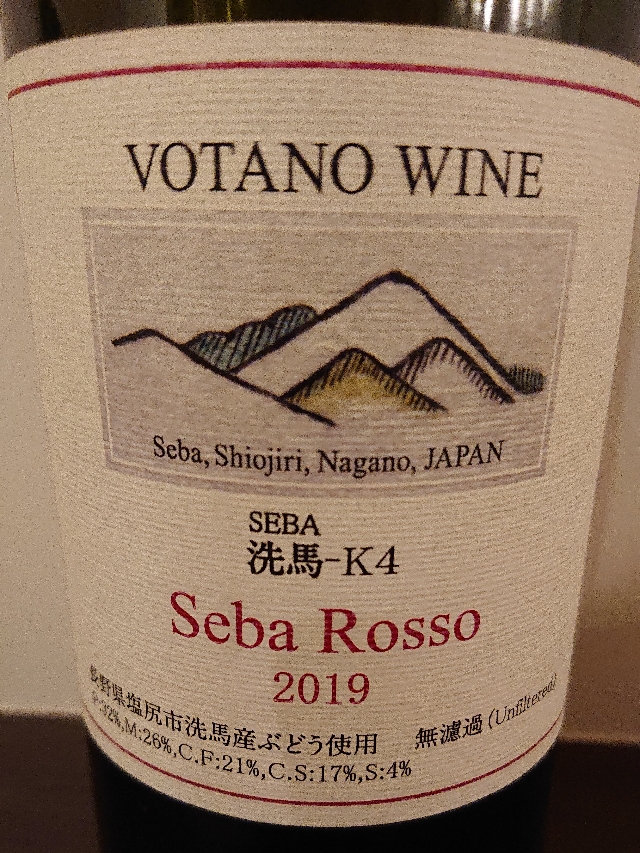 VOTANO WINE
Seba, Shiojiri, Nagano, JAPAN
SEBA
洗馬-K4
Seba Rosso
2019
長野県塩尻市洗馬産ぶどう使用 無濾過 (Unfiltered)
:32%,M:26%,C.F:21%,C.S:17%,S:4%